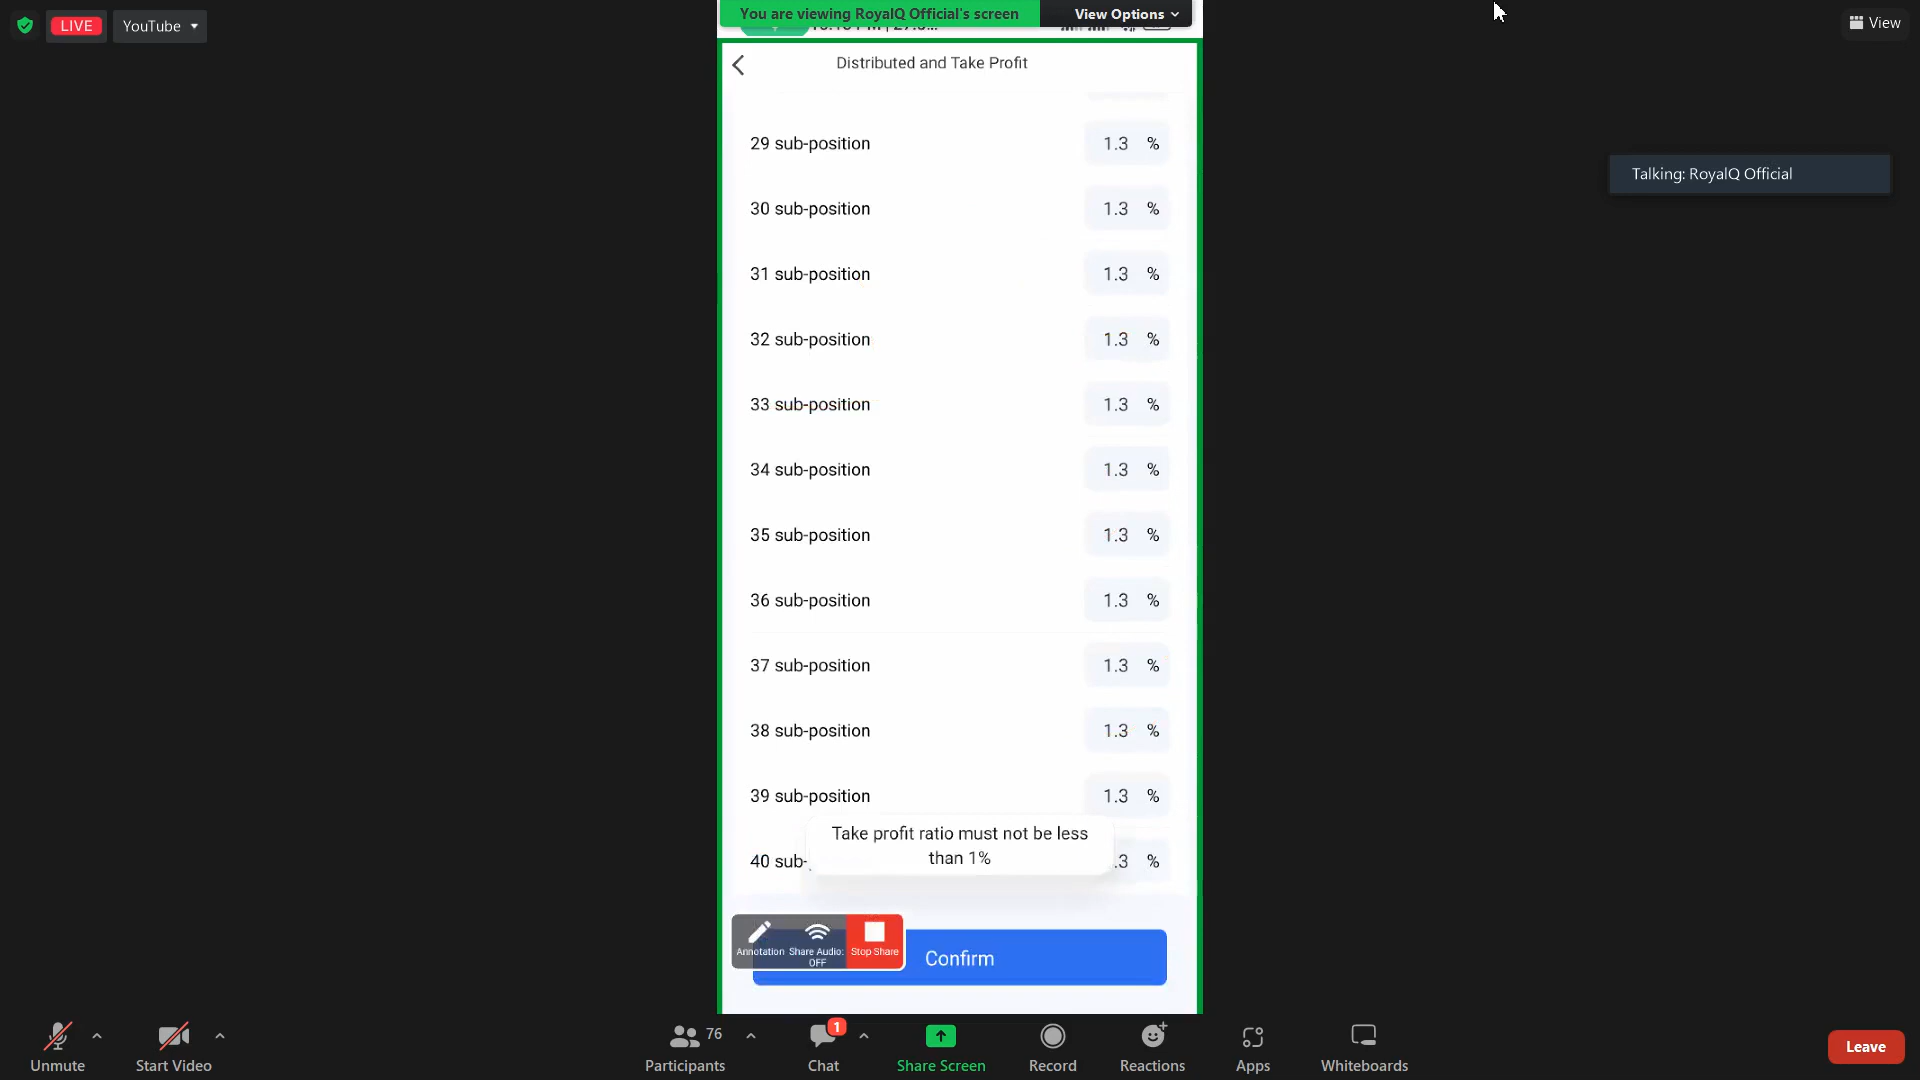 LIVE
YouTube
You are viewing RoyalQ Official's screen
View Options
View
Talking: RoyalQ Official
Distributed and Take Profit
29 sub-position 1.3 %
30 sub-position 1.3 %
31 sub-position 1.3 %
32 sub-position 1.3 %
33 sub-position 1.3 %
34 sub-position 1.3 %
35 sub-position 1.3 %
36 sub-position 1.3 %
37 sub-position 1.3 %
38 sub-position 1.3 %
39 sub-position 1.3 %
Take profit ratio must not be less
than 1%
40 sub- .3 %
Annotation
Share Audio:
OFF
Stop Share
Confirm
Unmute
Start Video
76
Participants
1
Chat
Share Screen
Record
Reactions
Apps
Whiteboards
Leave